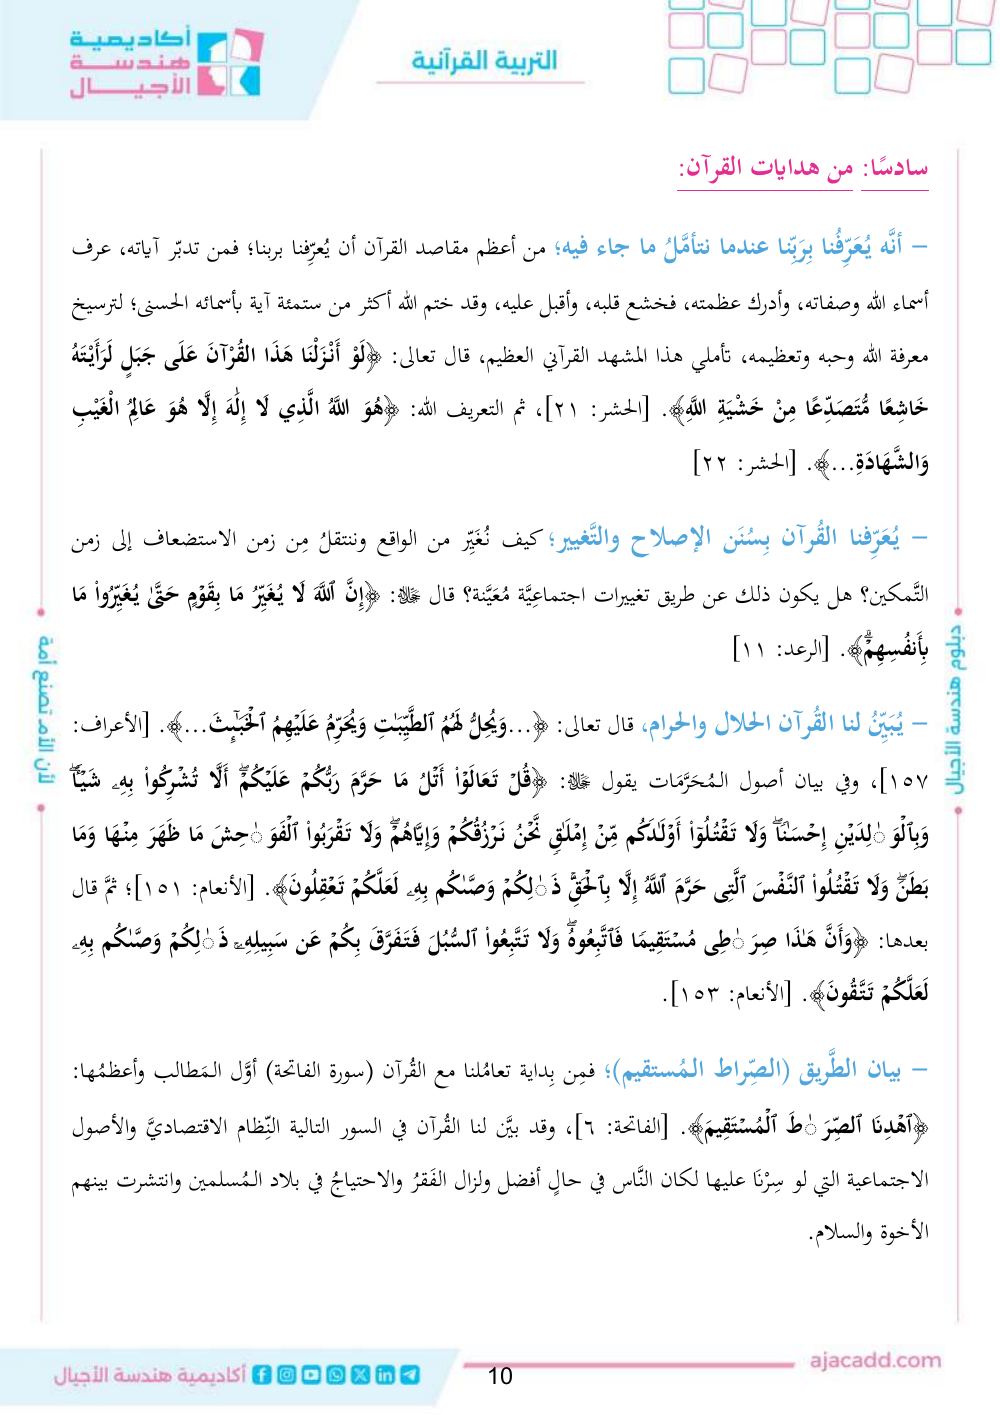 أكاديمية
هندسة
الأجيال
التربية القرآنية
سادسًا: من هدايات القرآن:
– أنَّه يُعَرِّفُنا بِرَبِّنا عندما نتأمَّلُ ما جاء فيه؛ من أعظم مقاصد القرآن أن يُعرِّفنا بربنا؛ فمن تدبّر آياته، عرف
أسماء الله وصفاته، وأدرك عظمته، فخشع قلبه، وأقبل عليه، وقد ختم الله أكثر من ستمئة آية بأسمائه الحسنى؛ لترسيخ
معرفة الله وحبه وتعظيمه، تأملي هذا المشهد القرآني العظيم، قال تعالى: ﴿لَوْ أَنْزَلْنَا هَذَا القُرْآنَ عَلَى جَبَلٍ لَرَأَيْتَهُ
خَاشِعًا مُّتَصَدِّعًا مِنْ خَشْيَةِ اللَّهِ﴾. [الحشر: ٢١]، ثم التعريف الله: ﴿هُوَ اللَّهُ الَّذِي لَا إِلَهَ إِلَّا هُوَ عَالِمُ الْغَيْبِ
وَالشَّهَادَةِ...﴾. [الحشر: ٢٢]
– يُعَرِّفنا القُرآن بِسُنَن الإصلاح والتَّغيير؛ كيف نُغَيِّر من الواقع وننتقلُ مِن زمن الاستضعاف إلى زمن
التَّمكين؟ هل يكون ذلك عن طريق تغييرات اجتماعِيَّة مُعَيَّنة؟ قال ﷻ: ﴿إِنَّ ٱللَّهَ لَا يُغَيِّرُ مَا بِقَوْمٍ حَتَّىٰ يُغَيِّرُوا۟ مَا
بِأَنفُسِهِمْۗ﴾. [الرعد: ١١]
– يُبَيِّنُ لنا القُرآن الحلال والحرام، قال تعالى: ﴿...وَيُحِلُّ لَهُمُ ٱلطَّيِّبَٰتِ وَيُحَرِّمُ عَلَيْهِمُ ٱلْخَبَٰٓئِثَ...﴾. [الأعراف:
١٥٧]، وفي بيان أصول المُحَرَّمَات يقول ﷻ: ﴿قُلْ تَعَالَوْا۟ أَتْلُ مَا حَرَّمَ رَبُّكُمْ عَلَيْكُمْۖ أَلَّا تُشْرِكُوا۟ بِهِۦ شَيْـًٔاۖ
وَبِٱلْوَٰلِدَيْنِ إِحْسَٰنًاۖ وَلَا تَقْتُلُوٓا۟ أَوْلَٰدَكُم مِّنْ إِمْلَٰقٍ نَّحْنُ نَرْزُقُكُمْ وَإِيَّاهُمْۖ وَلَا تَقْرَبُوا۟ ٱلْفَوَٰحِشَ مَا ظَهَرَ مِنْهَا وَمَا
بَطَنَۖ وَلَا تَقْتُلُوا۟ ٱلنَّفْسَ ٱلَّتِى حَرَّمَ ٱللَّهُ إِلَّا بِٱلْحَقِّۚ ذَٰلِكُمْ وَصَّىٰكُم بِهِۦ لَعَلَّكُمْ تَعْقِلُونَ﴾. [الأنعام: ١٥١]؛ ثمَّ قال
بعدها: ﴿وَأَنَّ هَٰذَا صِرَٰطِى مُسْتَقِيمًا فَٱتَّبِعُوهُۖ وَلَا تَتَّبِعُوا۟ ٱلسُّبُلَ فَتَفَرَّقَ بِكُمْ عَن سَبِيلِهِۦۚ ذَٰلِكُمْ وَصَّىٰكُم بِهِۦ
لَعَلَّكُمْ تَتَّقُونَ﴾. [الأنعام: ١٥٣].
– بيان الطَّريق (الصِّراط المُستقيم)؛ فمِن بِداية تعامُلنا مع القُرآن (سورة الفاتحة) أوَّل المَطالب وأعظمُها:
﴿ٱهْدِنَا ٱلصِّرَٰطَ ٱلْمُسْتَقِيمَ﴾. [الفاتحة: ٦]، وقد بيَّن لنا القُرآن في السور التالية النِّظام الاقتصاديَّ والأصول
الاجتماعية التي لو سِرْنَا عليها لكان النَّاس في حالٍ أفضل ولزال الفَقرُ والاحتياجُ في بلاد المُسلمين وانتشرت بينهم
الأخوة والسلام.
دبلوم هندسة الأجيال
لأن الأم تصنع أمة
أكاديمية هندسة الأجيال
10
ajacadd.com